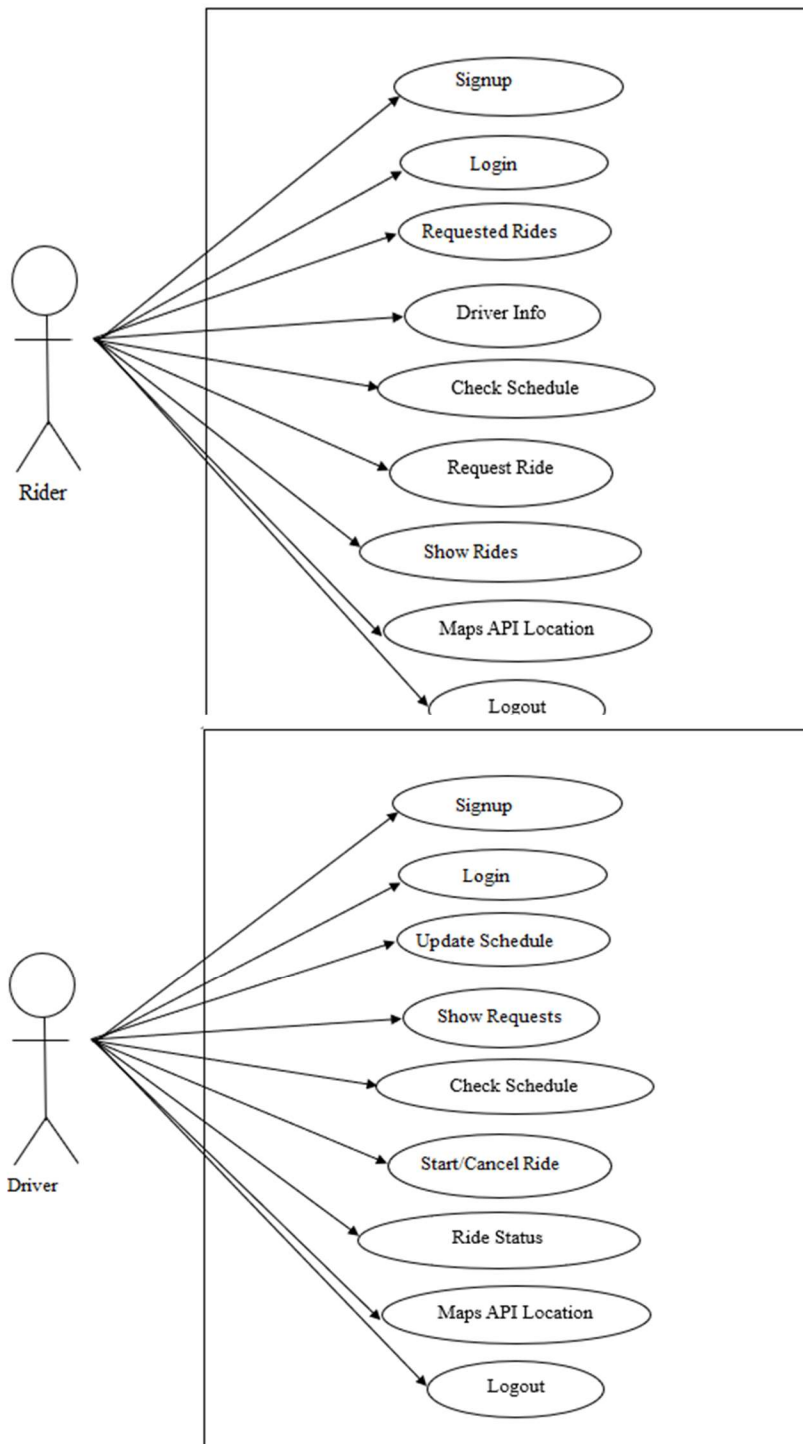 Signup
Login
Requested Rides
Driver Info
Check Schedule
Request Ride
Rider
Show Rides
Maps API Location
Logout
Signup
Login
Update Schedule
Show Requests
Check Schedule
Start/Cancel Ride
Driver
Ride Status
Maps API Location
Logout